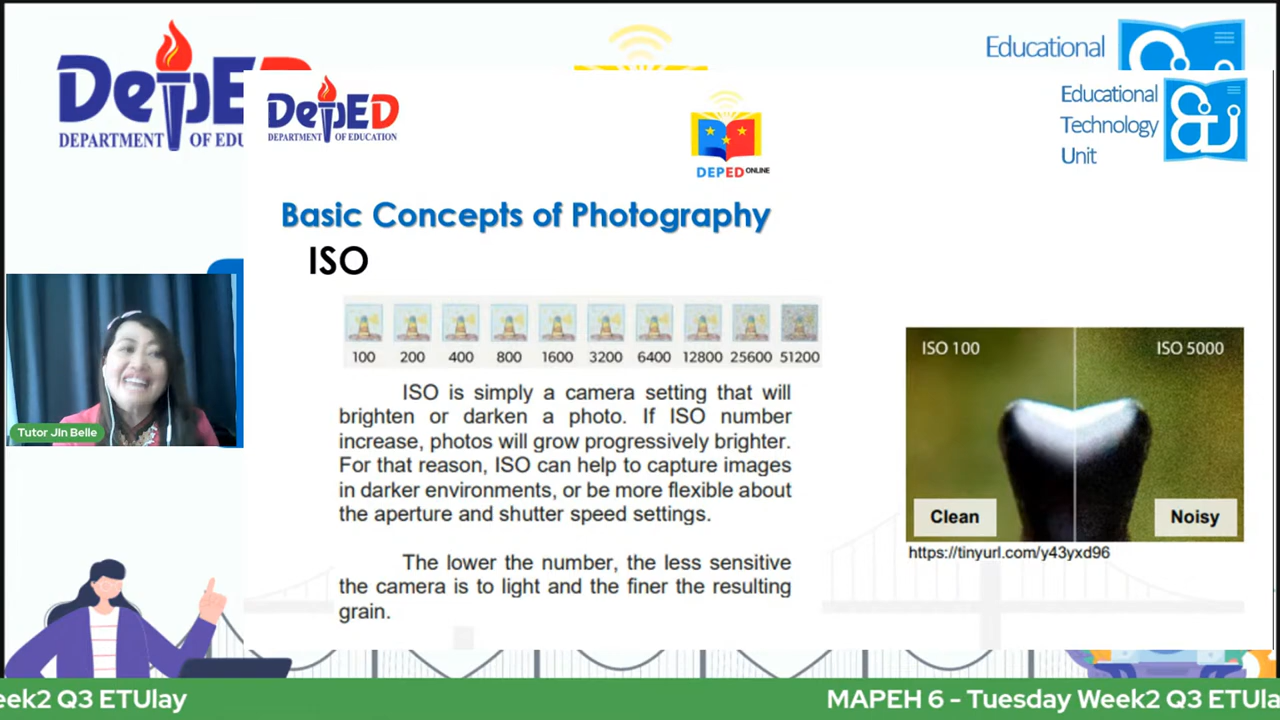 DepED
DEPARTMENT OF EDU
Educational
DepED
DEPARTMENT OF EDUCATION
DEPED ONLINE
Educational
Technology
Unit
Basic Concepts of Photography
ISO
100 200 400 800 1600 3200 6400 12800 25600 51200
ISO is simply a camera setting that will
brighten or darken a photo. If ISO number
increase, photos will grow progressively brighter.
For that reason, ISO can help to capture images
in darker environments, or be more flexible about
the aperture and shutter speed settings.
The lower the number, the less sensitive
the camera is to light and the finer the resulting
grain.
ISO 100
ISO 5000
Clean
Noisy
https://tinyurl.com/y43yxd96
Tutor JIn Belle
eek2 Q3 ETUlay
MAPEH 6 - Tuesday Week2 Q3 ETUla